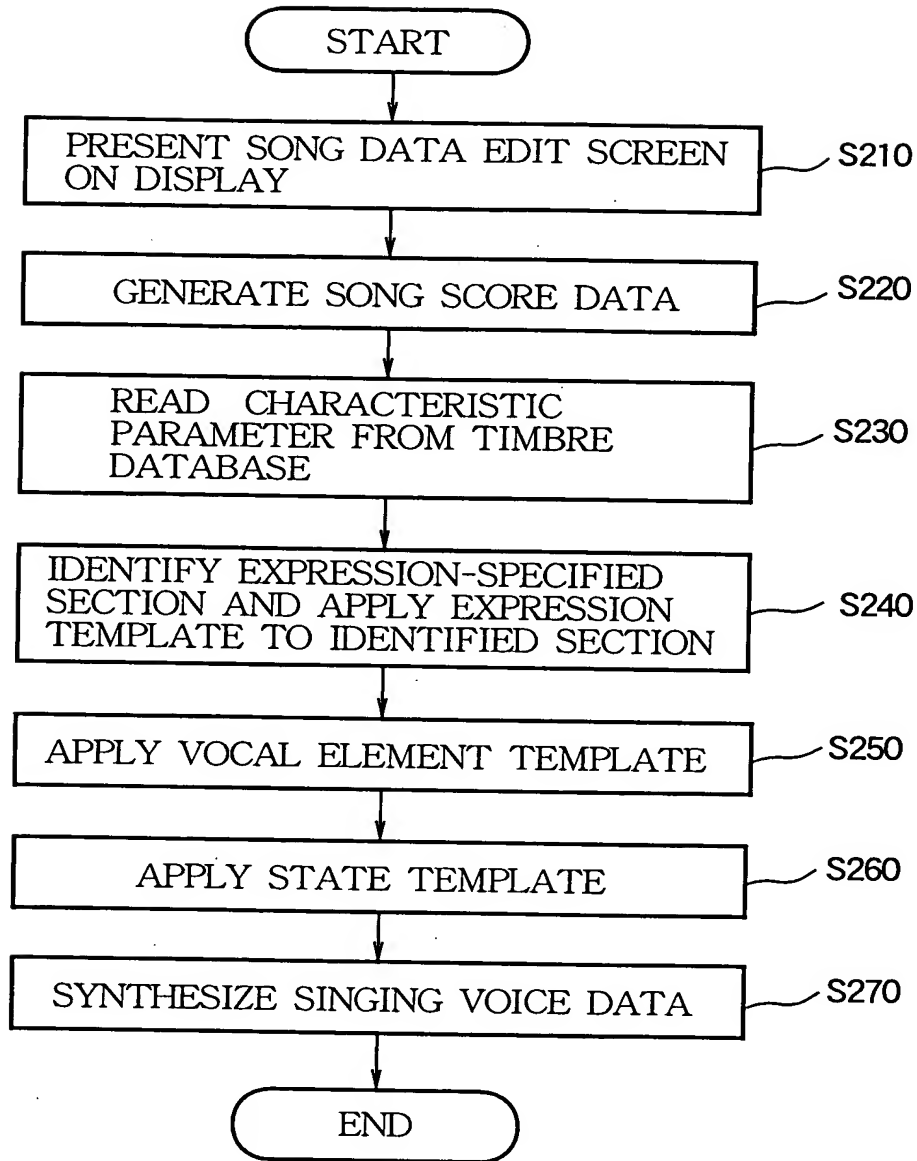 START
PRESENT SONG DATA EDIT SCREEN
ON DISPLAY
S210
GENERATE SONG SCORE DATA
S220
READ CHARACTERISTIC
PARAMETER FROM TIMBRE
DATABASE
S230
IDENTIFY EXPRESSION-SPECIFIED
SECTION AND APPLY EXPRESSION
TEMPLATE TO IDENTIFIED SECTION
S240
APPLY VOCAL ELEMENT TEMPLATE
S250
APPLY STATE TEMPLATE
S260
SYNTHESIZE SINGING VOICE DATA
S270
END